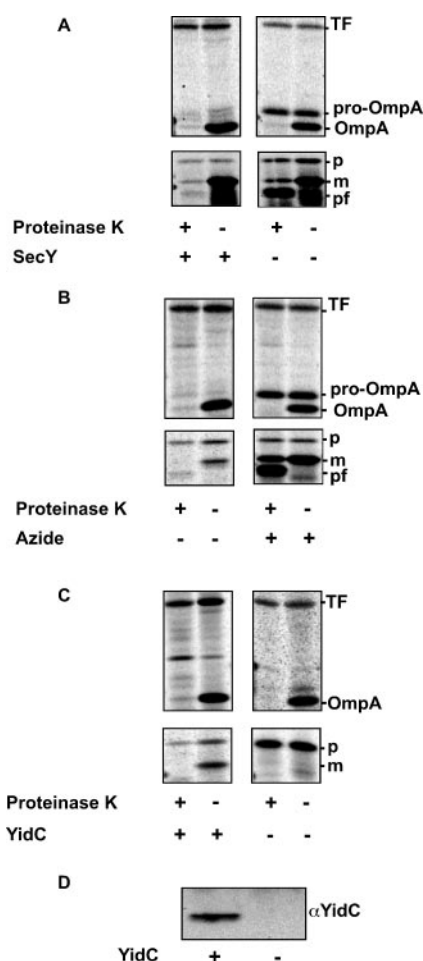 A
TF
pro-OmpA
OmpA
p
m
pf
Proteinase K + - + -
SecY + + - -
B
TF
pro-OmpA
OmpA
p
m
pf
Proteinase K + - + -
Azide - - + +
C
TF
OmpA
p
m
Proteinase K + - + -
YidC + + - -
D
αYidC
YidC + -